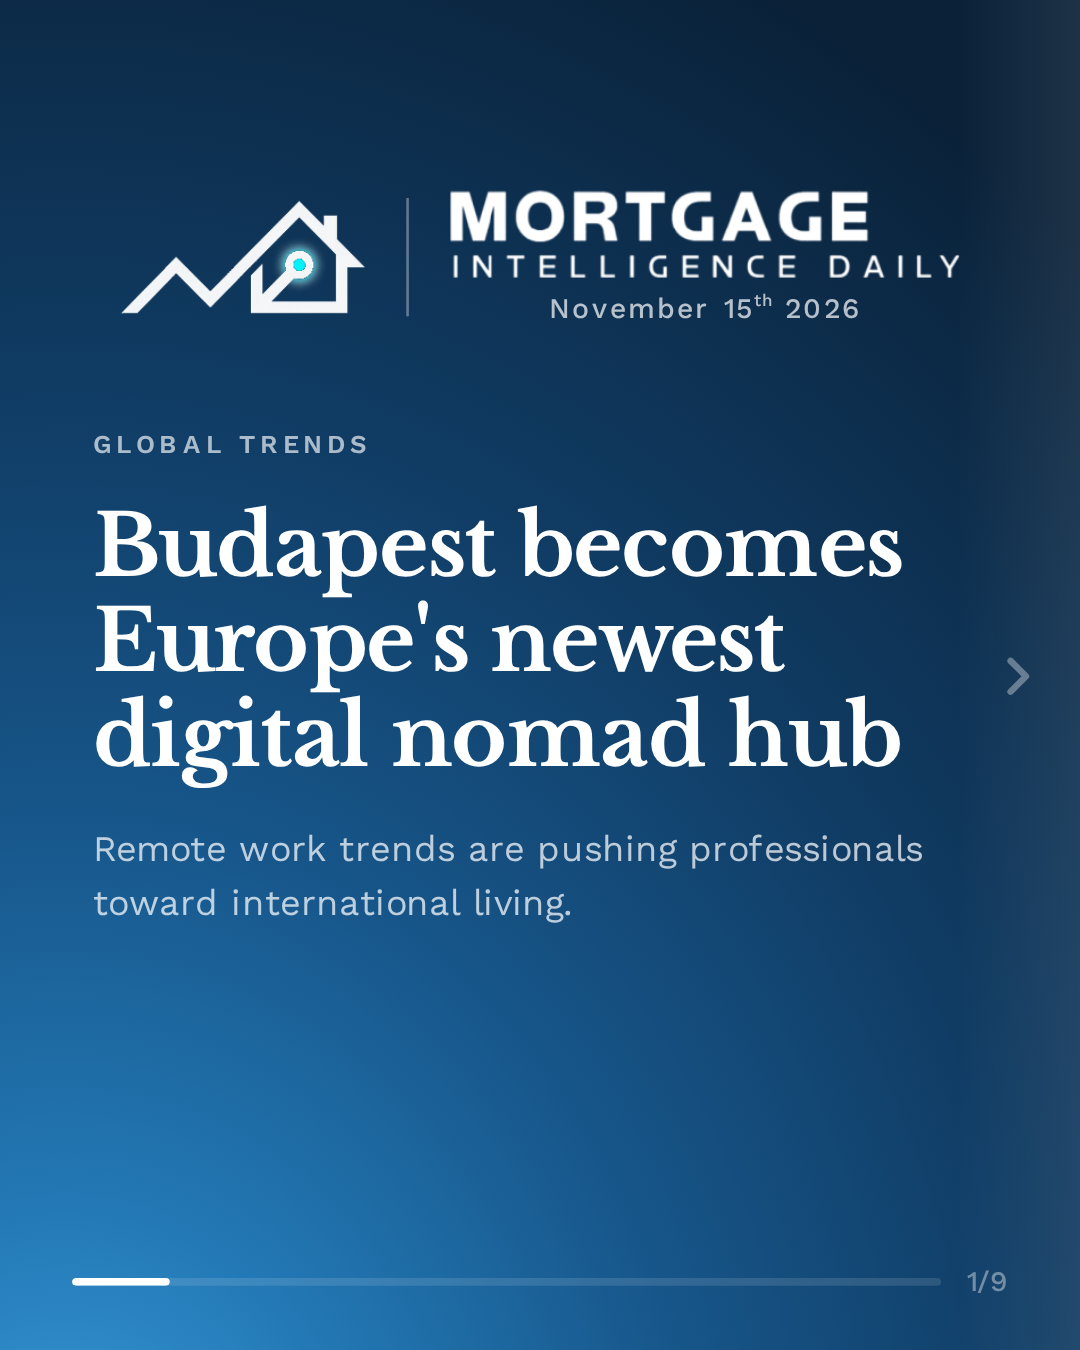 MORTGAGE
INTELLIGENCE DAILY
November 15th 2026
GLOBAL TRENDS
Budapest becomes
Europe's newest
digital nomad hub
Remote work trends are pushing professionals
toward international living.
1/9